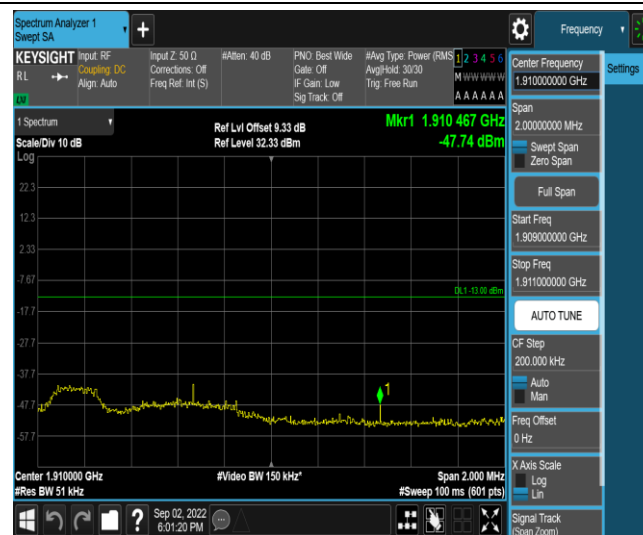 Spectrum Analyzer 1
Swept SA
Frequency
KEYSIGHT
RL
LNI
Input: RF
Coupling: DC
Align: Auto
Input Z: 50 Ω
Corrections: Off
Freq Ref: Int (S)
#Atten: 40 dB
PNO: Best Wide
Gate: Off
IF Gain: Low
Sig Track: Off
#Avg Type: Power (RMS
Avg|Hold: 30/30
Trig: Free Run
1 2 3 4 5 6
M W W W W W
A A A A A A
1 Spectrum
Scale/Div 10 dB
Log
Ref Lvl Offset 9.33 dB
Ref Level 32.33 dBm
Mkr1 1.910 467 GHz
-47.74 dBm
22.3
12.3
2.33
-7.67
DL1 -13.00 dBm
-17.7
-27.7
-37.7
1
-47.7
-57.7
Center 1.910000 GHz
#Video BW 150 kHz*
Span 2.000 MHz
#Res BW 51 kHz
#Sweep 100 ms (601 pts)
Sep 02, 2022
6:01:20 PM
Center Frequency
1.910000000 GHz
Settings
Span
2.00000000 MHz
Swept Span
Zero Span
Full Span
Start Freq
1.909000000 GHz
Stop Freq
1.911000000 GHz
AUTO TUNE
CF Step
200.000 kHz
Auto
Man
Freq Offset
0 Hz
X Axis Scale
Log
Lin
Signal Track
(Span Zoom)